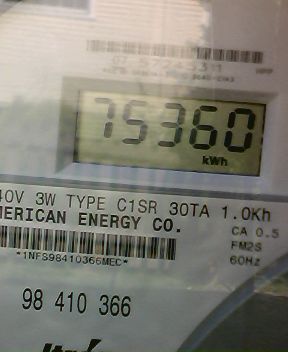 75360
kWh
40V 3W TYPE C1SR 30TA 1.0Kh
MERICAN ENERGY CO.
CA 0.5
FM2S
60Hz
*1NFS98410366MEC*
98 410 366